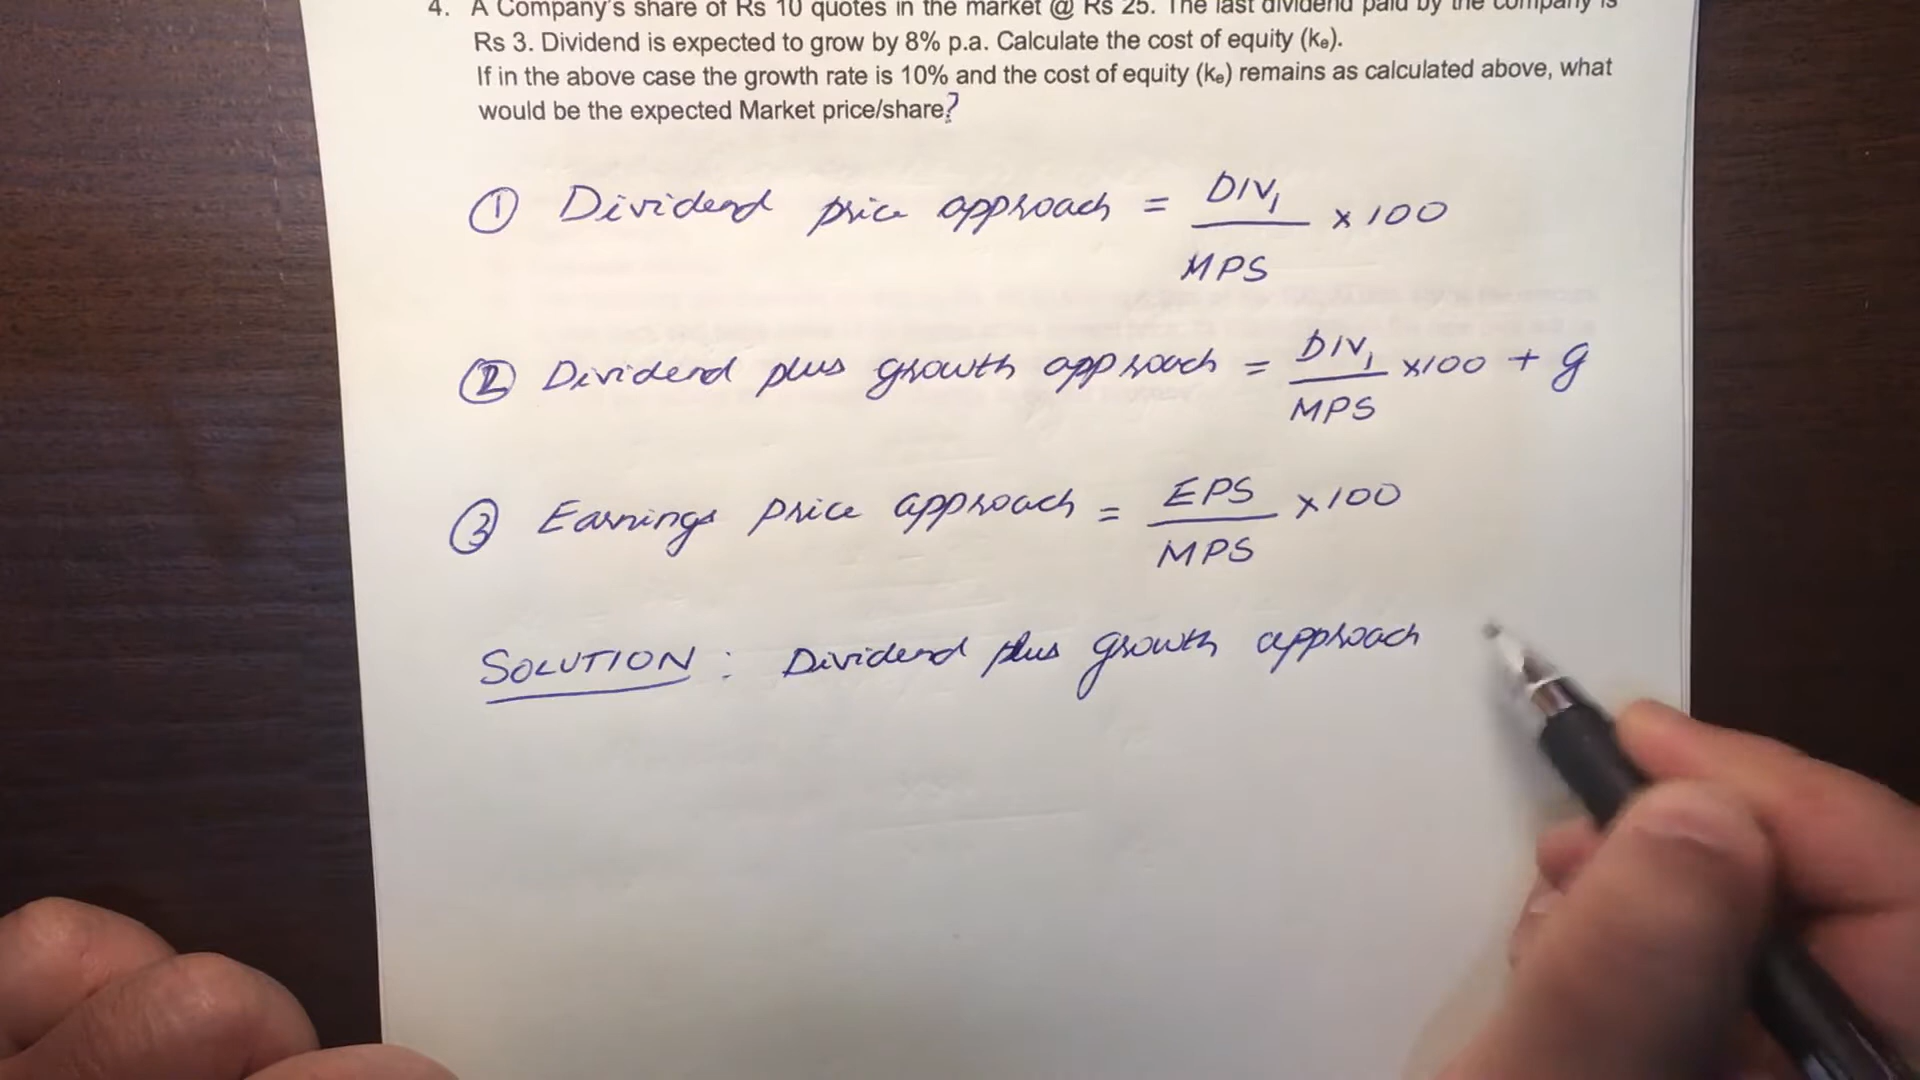 4. A Company's share of Rs 10 quotes in the market @ Rs 25. The last dividend paid by the company is
Rs 3. Dividend is expected to grow by 8% p.a. Calculate the cost of equity (kₑ).
If in the above case the growth rate is 10% and the cost of equity (kₑ) remains as calculated above, what
would be the expected Market price/share?
① Dividend price approach = DIV₁ / MPS × 100
② Dividend plus growth approach = DIV₁ / MPS ×100 + g
③ Earnings price approach = EPS / MPS ×100
SOLUTION : Dividend plus growth approach